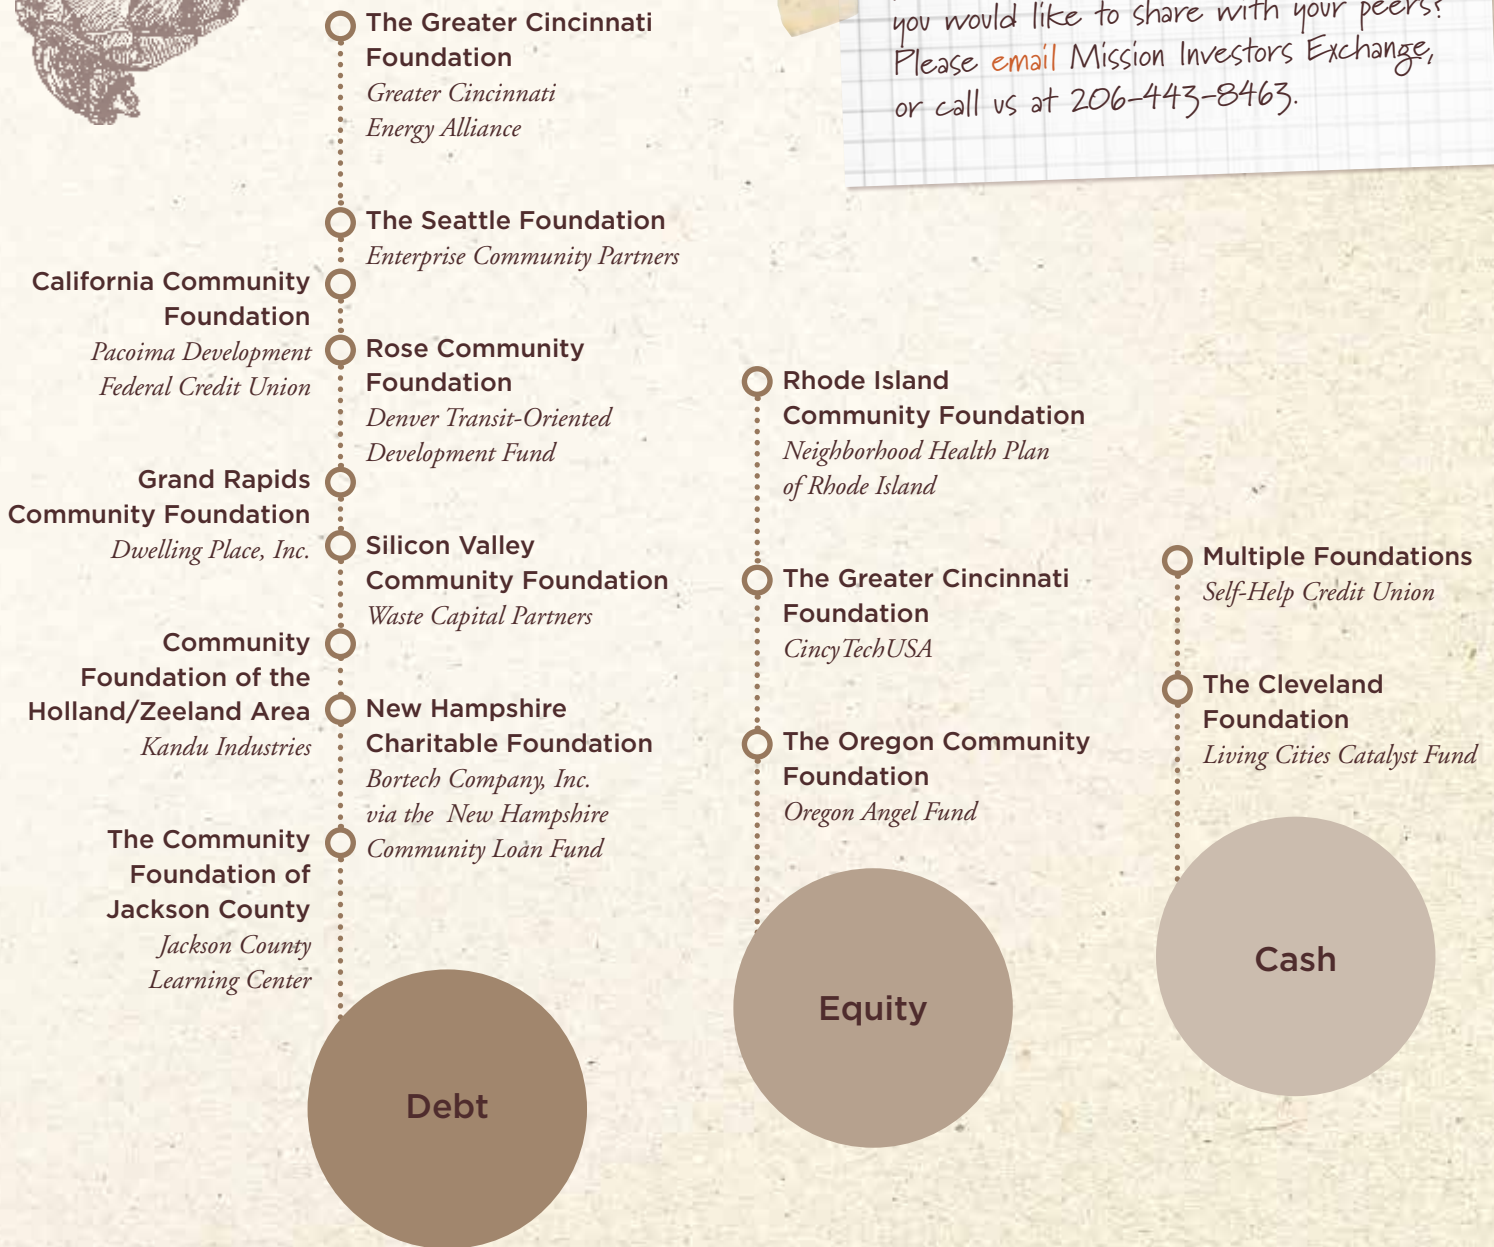 The Greater Cincinnati
Foundation
Greater Cincinnati
Energy Alliance
The Seattle Foundation
Enterprise Community Partners
California Community
Foundation
Pacoima Development
Federal Credit Union
Rose Community
Foundation
Denver Transit-Oriented
Development Fund
Grand Rapids
Community Foundation
Dwelling Place, Inc.
Silicon Valley
Community Foundation
Waste Capital Partners
Community
Foundation of the
Holland/Zeeland Area
Kandu Industries
New Hampshire
Charitable Foundation
Bortech Company, Inc.
via the New Hampshire
Community Loan Fund
The Community
Foundation of
Jackson County
Jackson County
Learning Center
Debt
you would like to share with your peers?
Please email Mission Investors Exchange,
or call us at 206-443-8463.
Rhode Island
Community Foundation
Neighborhood Health Plan
of Rhode Island
The Greater Cincinnati
Foundation
CincyTechUSA
The Oregon Community
Foundation
Oregon Angel Fund
Equity
Multiple Foundations
Self-Help Credit Union
The Cleveland
Foundation
Living Cities Catalyst Fund
Cash